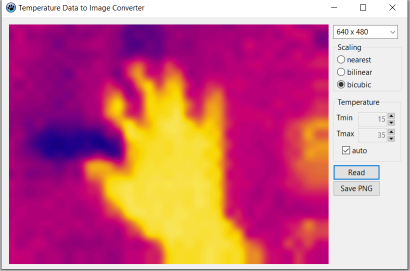 Temperature Data to Image Converter
640 x 480
Scaling
nearest
bilinear
bicubic
Temperature
Tmin 15
Tmax 35
auto
Read
Save PNG